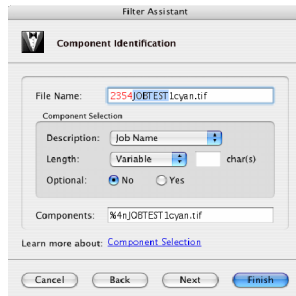 Filter Assistant
Component Identification
File Name: 2354JOBTEST1cyan.tif
Component Selection
Description: Job Name
Length: Variable char(s)
Optional: No Yes
Components: %4nJOBTEST1cyan.tif
Learn more about: Component Selection
Cancel Back Next Finish